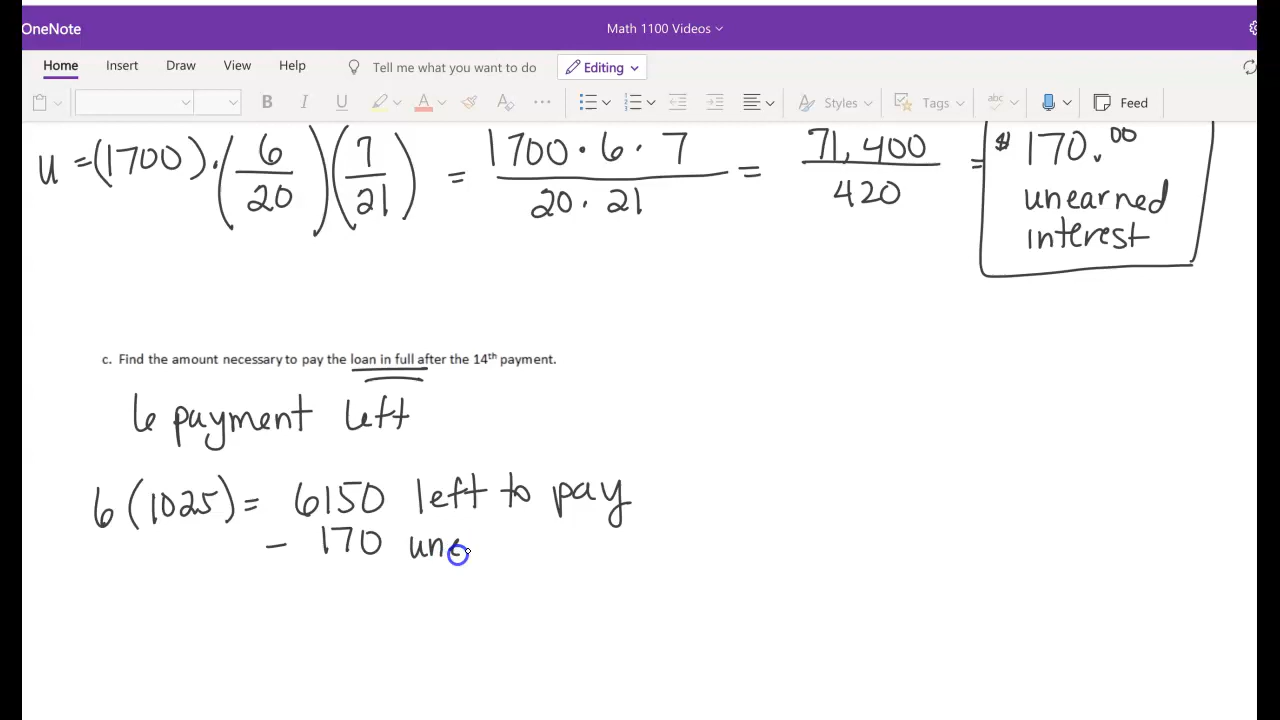 OneNote
Math 1100 Videos
Home Insert Draw View Help Tell me what you want to do Editing
B I U A Styles Tags abc Feed
u = (1700) · (6/20) (7/21) = 1700 · 6 · 7 / 20 · 21 = 71,400 / 420 = $ 170.00
unearned
interest
c. Find the amount necessary to pay the loan in full after the 14th payment.
6 payment left
6 (1025) = 6150 left to pay
- 170 une